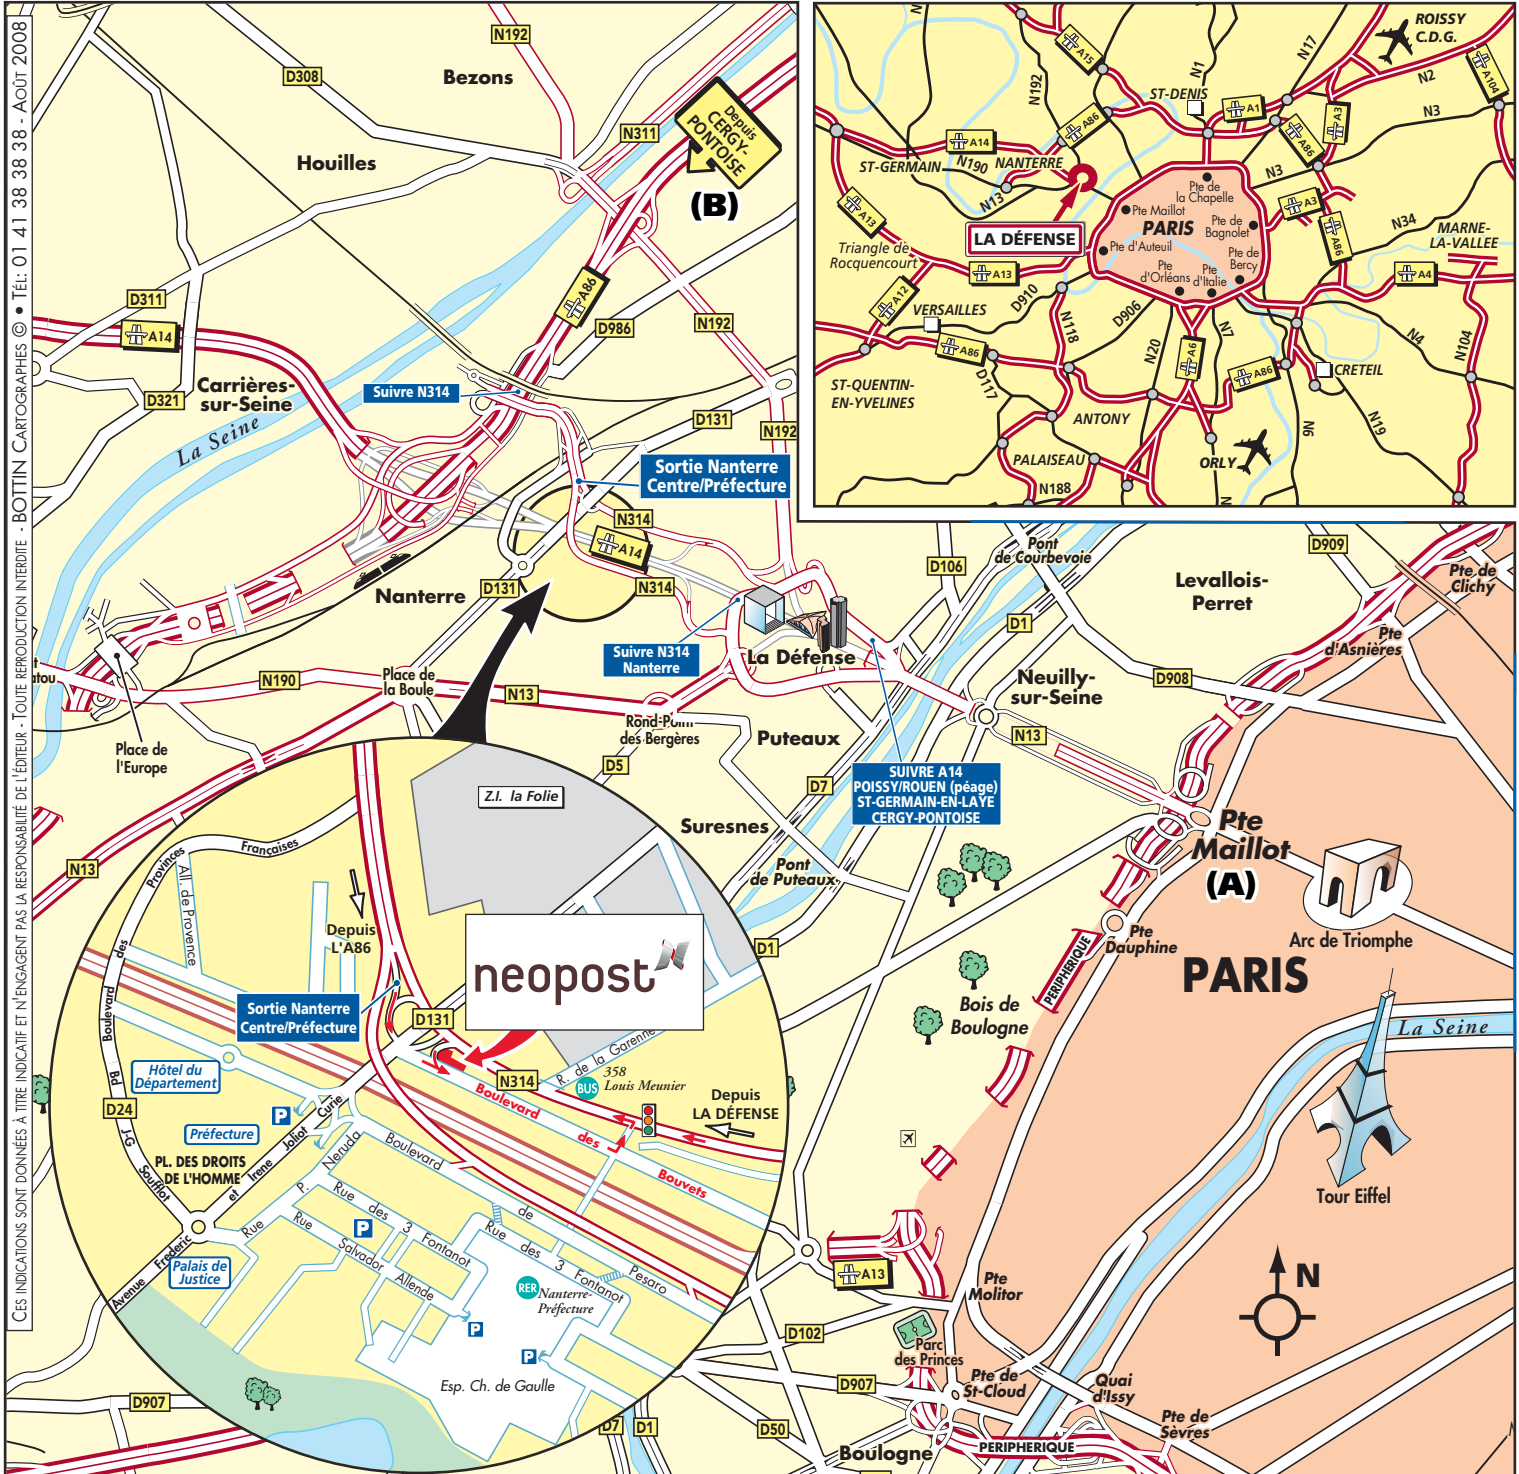 CES INDICATIONS SONT DONNÉES À TITRE INDICATIF ET N'ENGAGENT PAS LA RESPONSABILITÉ DE L'ÉDITEUR - TOUTE REPRODUCTION INTERDITE - BOTTIN CARTOGRAPHES © • TÉL: 01 41 38 38 38 - Août 2008
N192
Bezons
D308
N311
Houilles
Depuis
CERGY-
PONTOISE
(B)
D311
A14
A86
D986
N192
Carrières-
sur-Seine
D321
Suivre N314
La Seine
D131
N192
Sortie Nanterre
Centre/Préfecture
N314
A14
D131
N314
Nanterre
Suivre N314
Nanterre
La Défense
N190
Place de
la Boule
N13
Rond-Point
des Bergères
Place de
l'Europe
D5
Puteaux
D7
Suresnes
Pont
de Puteaux
D1
N13
ROISSY
C.D.G.
A15
N192
N1
N17
N2
A104
ST-DENIS
A1
A3
N3
A86
A86
A14
N190
NANTERRE
ST-GERMAIN
N13
N3
Pte de
la Chapelle
Pte Maillot
PARIS
Pte de
Bagnolet
A3
A86
N34
MARNE-
LA-VALLEE
A13
LA DÉFENSE
Triangle de
Rocquencourt
Pte d'Auteuil
Pte de
Bercy
Pte
d'Orléans
Pte
d'Italie
A13
A4
A12
VERSAILLES
D910
D906
N118
N7
N4
N104
A86
N20
A6
A86
CRETEIL
D117
ST-QUENTIN-
EN-YVELINES
ANTONY
N6
N19
PALAISEAU
ORLY
N188
N
Pont
de Courbevoie
D106
D909
Levallois-
Perret
Pte de
Clichy
D1
Pte
d'Asnières
Neuilly-
sur-Seine
D908
N13
SUIVRE A14
POISSY/ROUEN (péage)
ST-GERMAIN-EN-LAYE
CERGY-PONTOISE
Pte
Maillot
(A)
Arc de Triomphe
Pte
Dauphine
PERIPHERIQUE
PARIS
Bois de
Boulogne
La Seine
Tour Eiffel
A13
Pte
Molitor
N
D102
Parc
des Princes
D907
Pte de
St-Cloud
Quai
d'Issy
Pte de
Sèvres
D50
Boulogne
PERIPHERIQUE
D907
D7
D1
Z.I. la Folie
Boulevard des Provinces Françaises
All. de Provence
Depuis
L'A86
neopost
Sortie Nanterre
Centre/Préfecture
D131
R. de la Garenne
N314
BUS
358
Louis Meunier
Depuis
LA DÉFENSE
Boulevard des Bouvets
Hôtel du
Département
D24
P
Préfecture
Bd J-G Soufflot
PL. DES DROITS
DE L'HOMME
Avenue Frederic et Irene Joliot Curie
Rue P. Neruda
Boulevard de Pesaro
Rue des 3 Fontanot
P
Rue Salvador Allende
Rue des 3 Fontanot
Palais de
Justice
RER
Nanterre-
Préfecture
P
P
Esp. Ch. de Gaulle